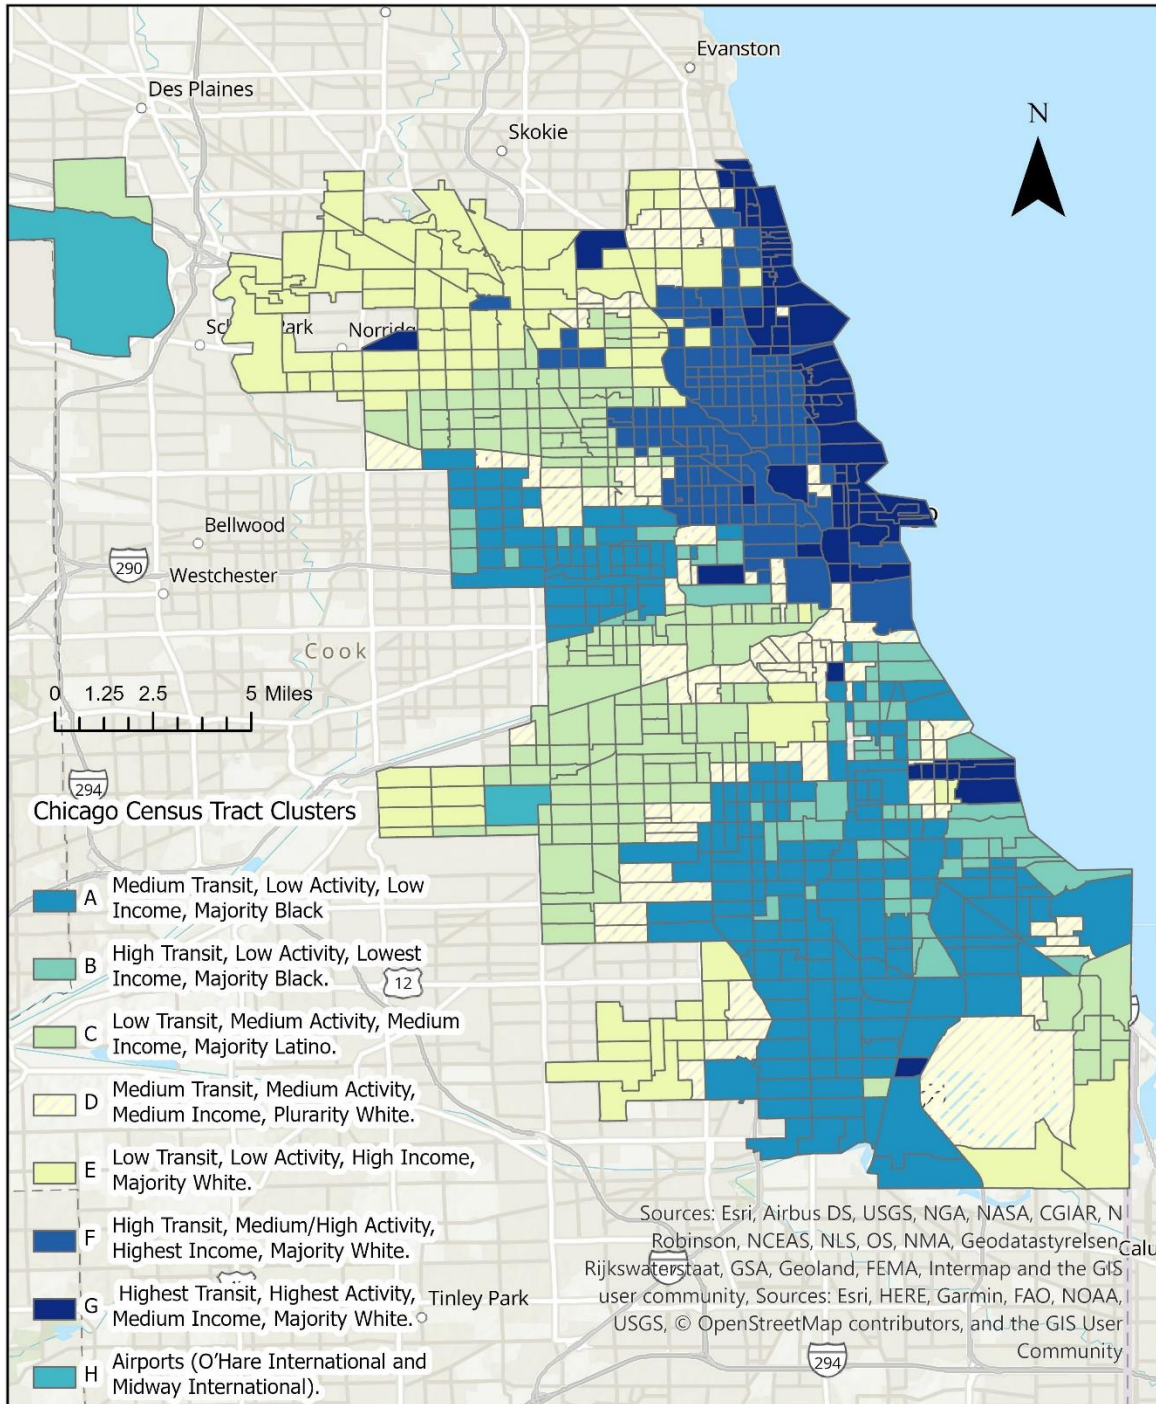 Evanston
Des Plaines
Skokie
N
Norridg
Park
Bellwood
290
Westchester
Cook
0 1.25 2.5 5 Miles
294
Chicago Census Tract Clusters
A Medium Transit, Low Activity, Low
Income, Majority Black
B High Transit, Low Activity, Lowest
Income, Majority Black.
12
C Low Transit, Medium Activity, Medium
Income, Majority Latino.
D Medium Transit, Medium Activity,
Medium Income, Plurarity White.
E Low Transit, Low Activity, High Income,
Majority White.
F High Transit, Medium/High Activity,
Highest Income, Majority White.
G Highest Transit, Highest Activity,
Medium Income, Majority White.
H Airports (O'Hare International and
Midway International).
Tinley Park
Sources: Esri, Airbus DS, USGS, NGA, NASA, CGIAR, N
Robinson, NCEAS, NLS, OS, NMA, Geodatastyrelsen,
Rijkswaterstaat, GSA, Geoland, FEMA, Intermap and the GIS
user community, Sources: Esri, HERE, Garmin, FAO, NOAA,
USGS, © OpenStreetMap contributors, and the GIS User
Community
Calu
294